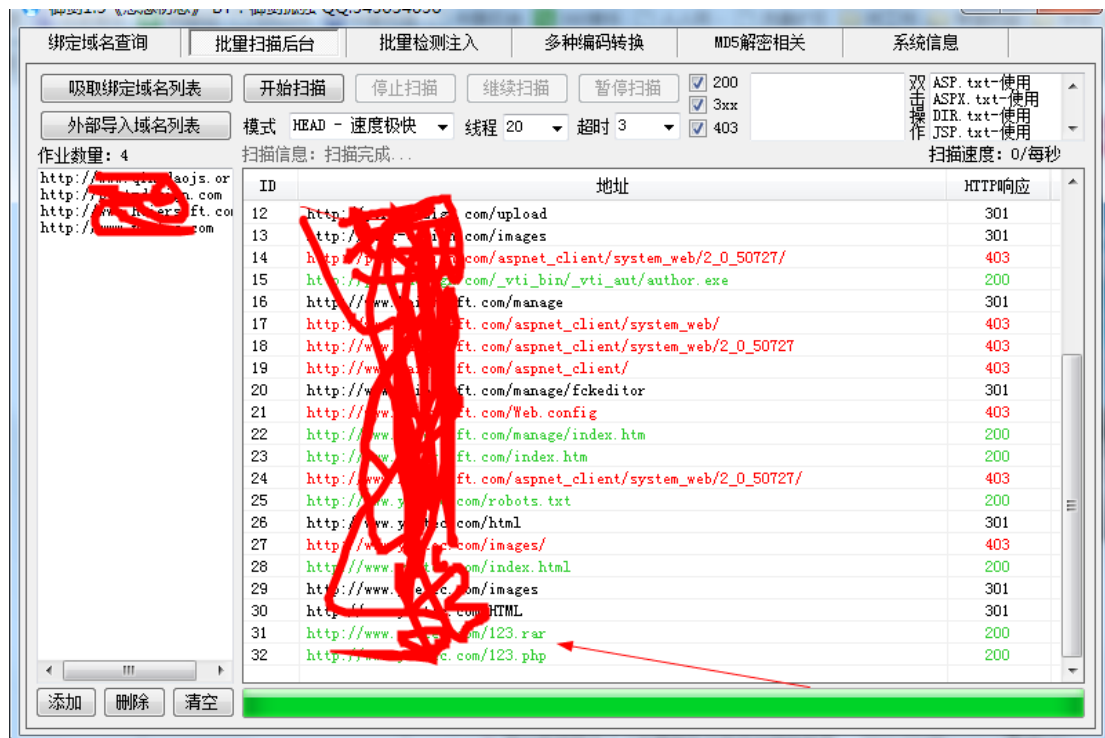 绑定域名查询 批量扫描后台 批量检测注入 多种编码转换 MD5解密相关 系统信息
吸取绑定域名列表 开始扫描 停止扫描 继续扫描 暂停扫描 200
3xx
外部导入域名列表 模式 HEAD - 速度极快 线程 20 超时 3 403
双击操作
ASP.txt-使用
ASPX.txt-使用
DIR.txt-使用
JSP.txt-使用
作业数量: 4 扫描信息: 扫描完成... 扫描速度: 0/每秒
http://
http://
http://
http://
ID 地址 HTTP响应
12 com/upload 301
13 com/images 301
14 com/aspnet_client/system_web/2_0_50727/ 403
15 com/_vti_bin/_vti_aut/author.exe 200
16 ft.com/manage 301
17 ft.com/aspnet_client/system_web/ 403
18 ft.com/aspnet_client/system_web/2_0_50727 403
19 ft.com/aspnet_client/ 403
20 ft.com/manage/fckeditor 301
21 ft.com/Web.config 403
22 ft.com/manage/index.htm 200
23 ft.com/index.htm 200
24 ft.com/aspnet_client/system_web/2_0_50727/ 403
25 com/robots.txt 200
26 com/html 301
27 com/images/ 403
28 com/index.html 200
29 com/images 301
30 HTML 301
31 /123.rar 200
32 com/123.php 200
添加 删除 清空